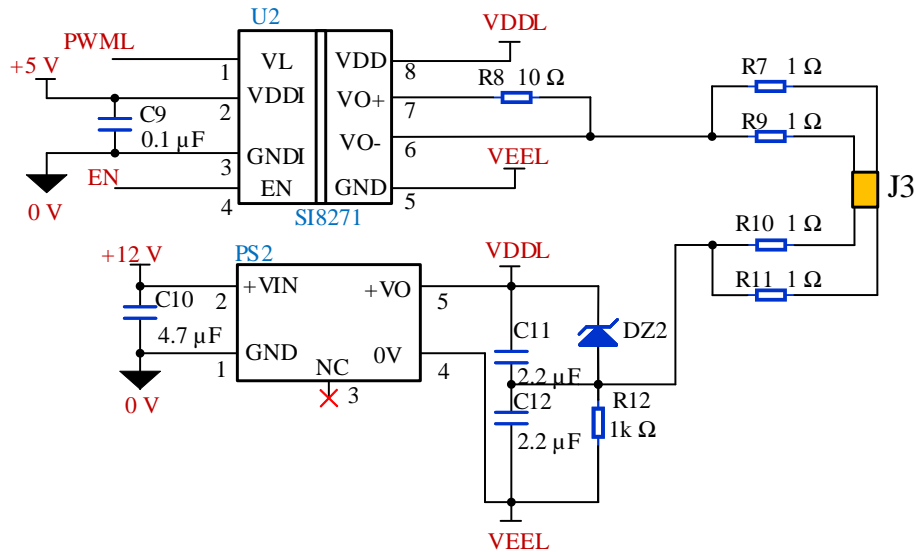 U2
VDDL
PWML
VL
VDD
R8 10 Ω
R7 1 Ω
+5 V
1
8
VDDI
VO+
2
7
C9
R9 1 Ω
0.1 µF
VO-
GNDI
6
3
VEEL
EN
EN
GND
J3
4
5
0 V
SI8271
R10 1 Ω
PS2
VDDL
+12 V
R11 1 Ω
+VIN
+VO
2
5
C10
C11
DZ2
4.7 µF
GND
0V
1
4
NC
2.2 µF
3
C12
R12
0 V
1k Ω
2.2 µF
VEEL